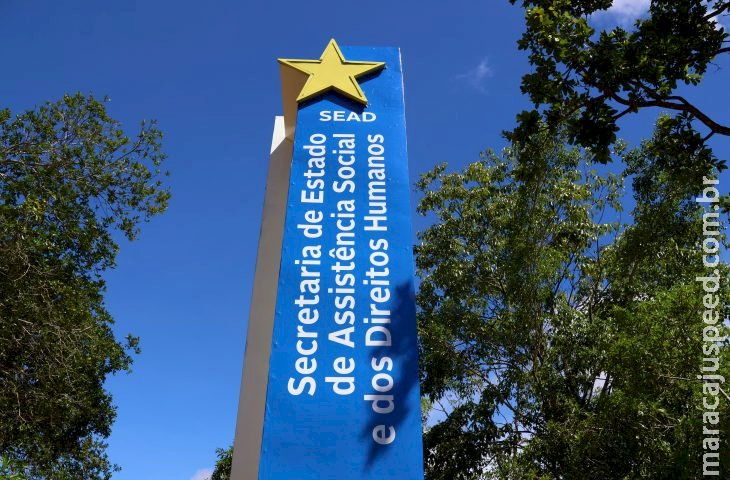 SEAD
Secretaria de Estado
de Assistência Social
e dos Direitos Humanos
maracajuspeed.com.br